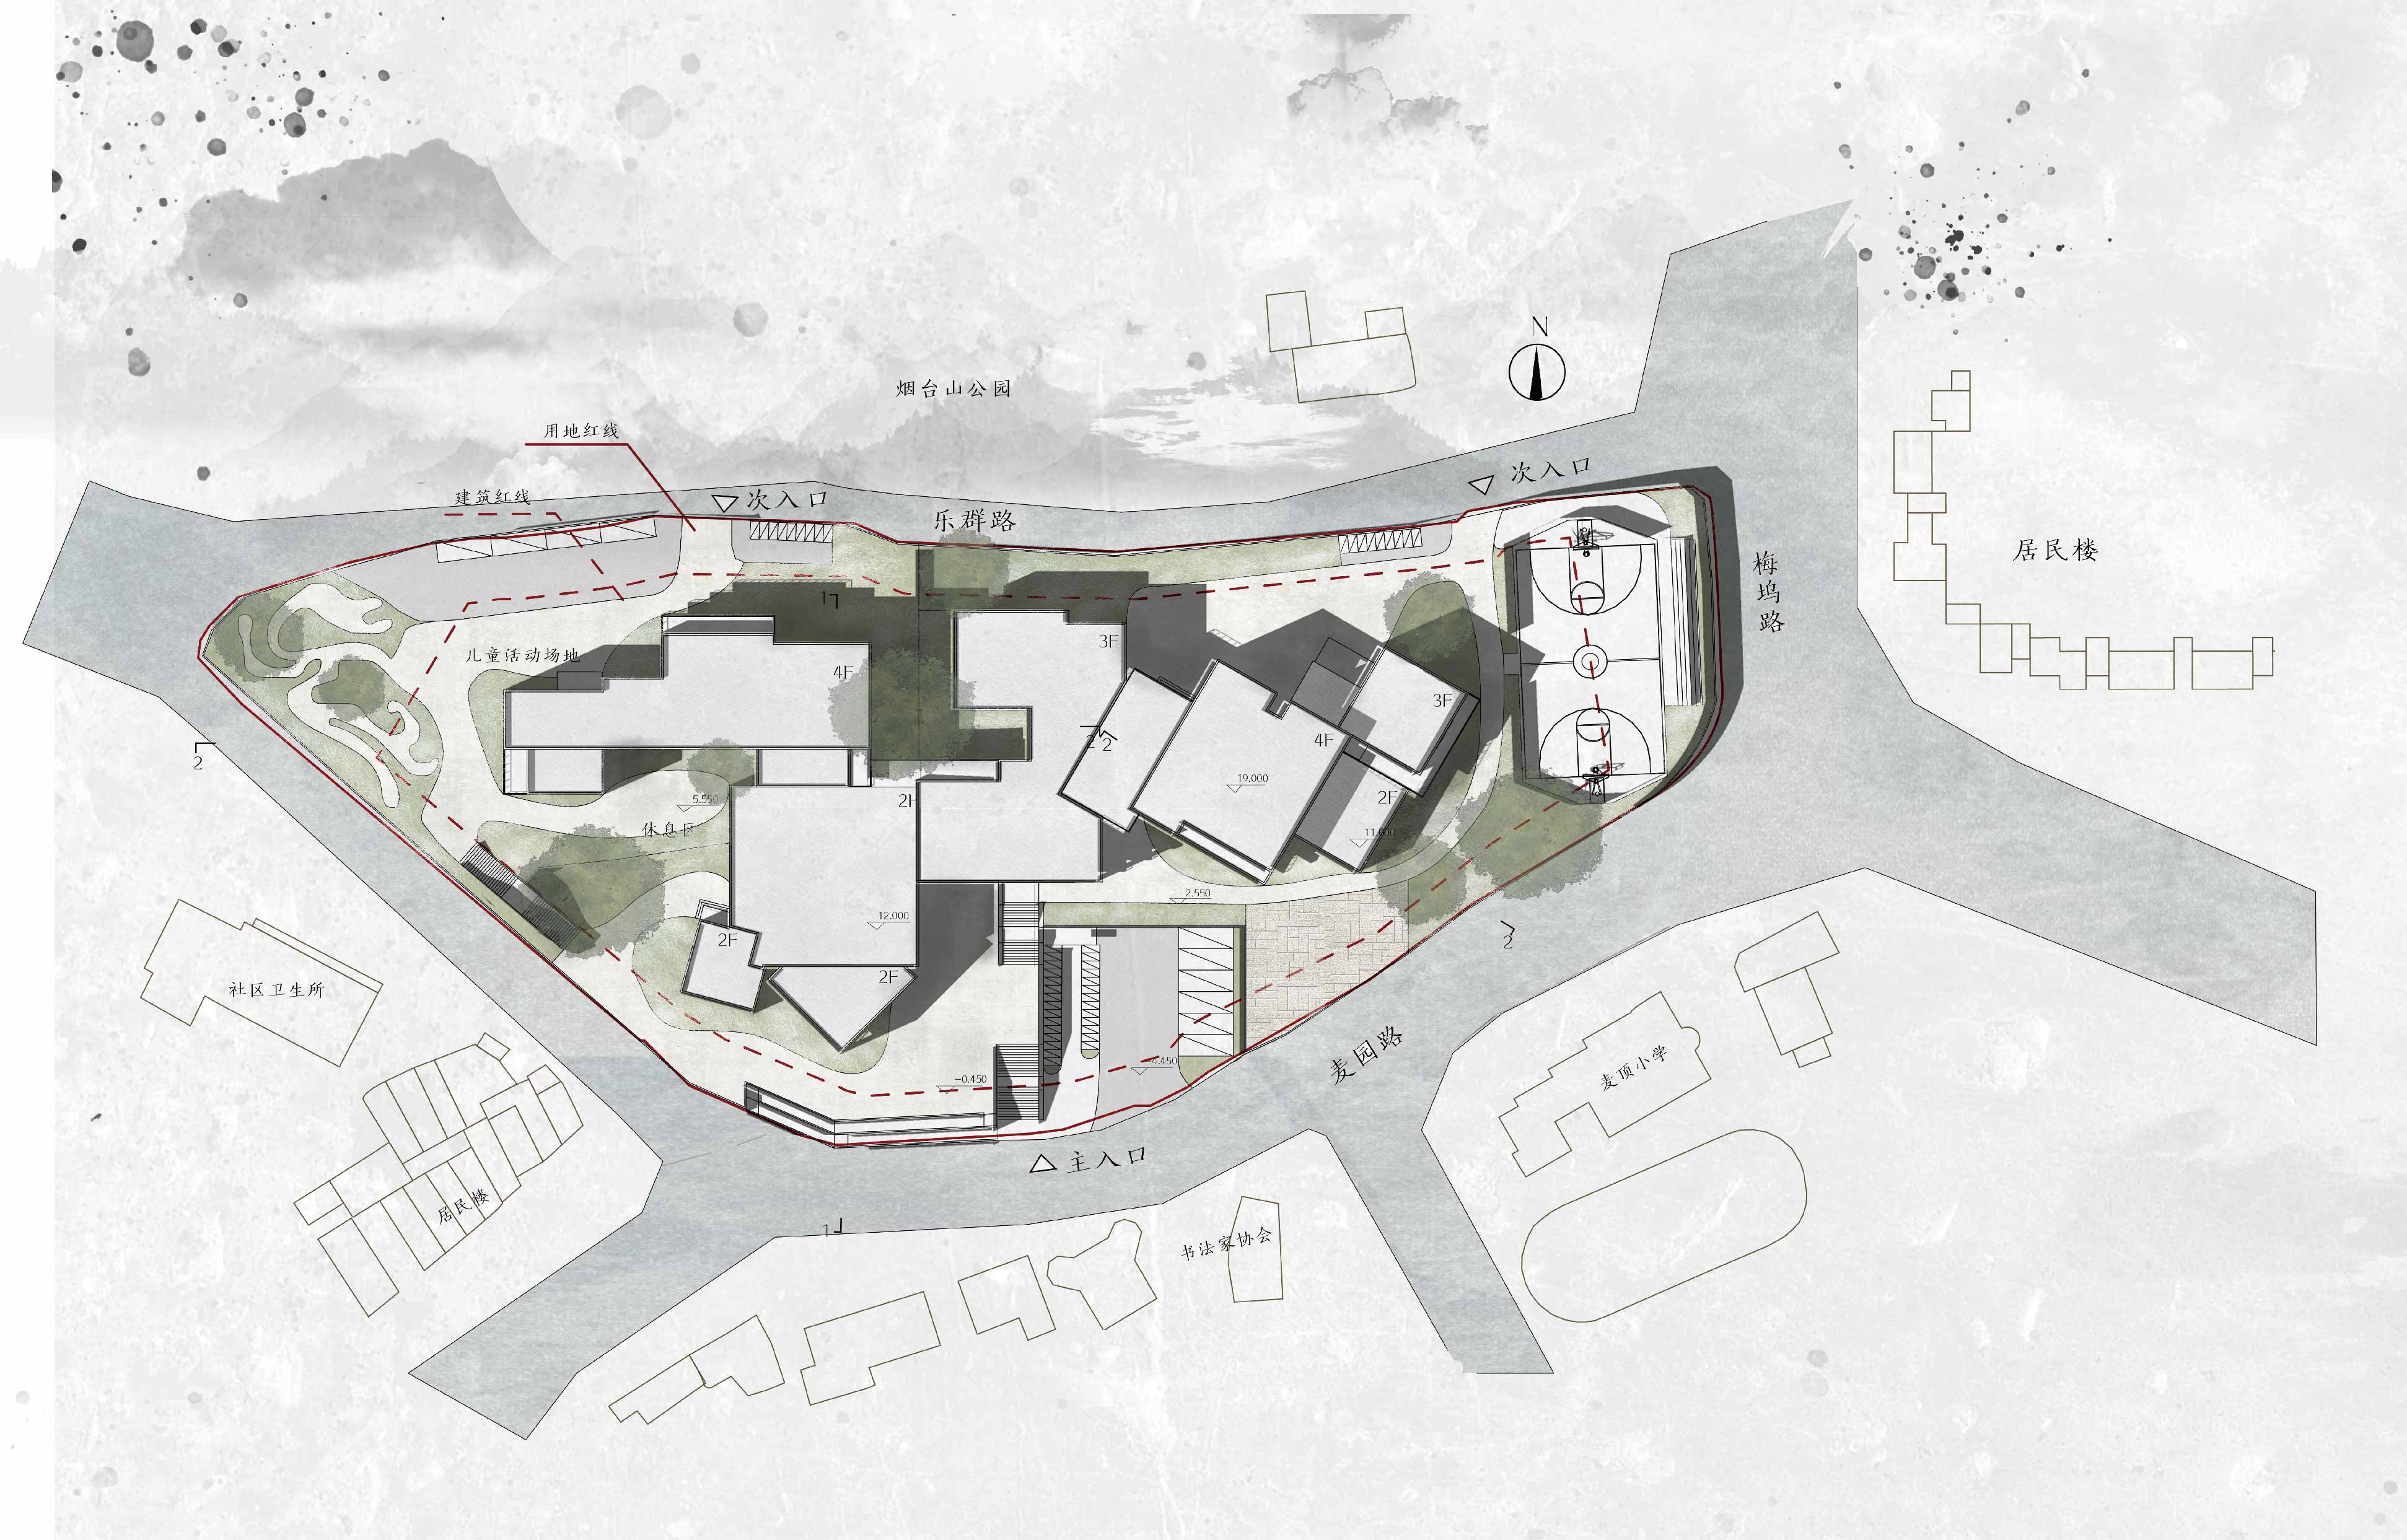 N
烟台山公园
用地红线
次入口
建筑红线
次入口
乐群路
居民楼
梅坞路
1
3F
儿童活动场地
4F
3F
4F
2
2
19.000
2F
5.550
休息区
11.000
2.550
12.000
2F
2
2F
社区卫生所
麦园路
-0.450
麦顶小学
主入口
居民楼
1
书法家协会